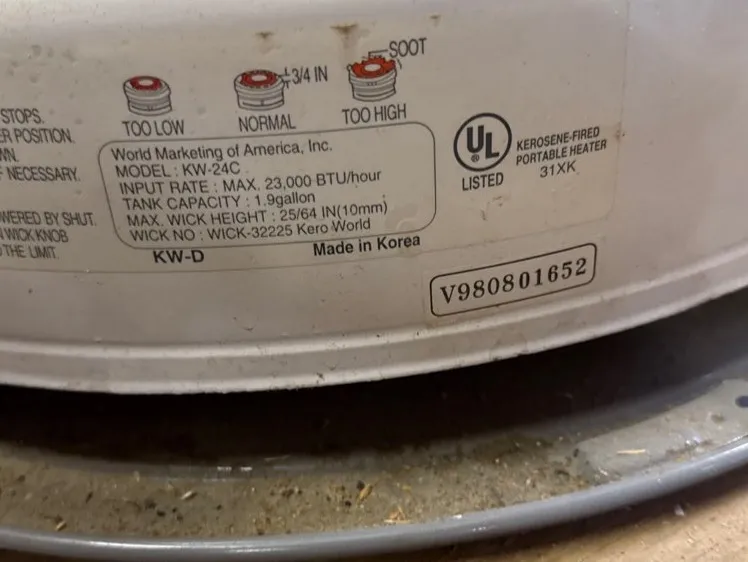 SOOT
3/4 IN
TOO LOW
NORMAL
TOO HIGH
STOPS.
ER POSITION.
WN.
F NECESSARY.
WERED BY SHUT.
N WICK KNOB
O THE LIMIT.
World Marketing of America, Inc.
MODEL : KW-24C
INPUT RATE : MAX. 23,000 BTU/hour
TANK CAPACITY : 1.9gallon
MAX. WICK HEIGHT : 25/64 IN(10mm)
WICK NO : WICK-32225 Kero World
KW-D
Made in Korea
UL
®
LISTED
KEROSENE-FIRED
PORTABLE HEATER
31XK
V980801652